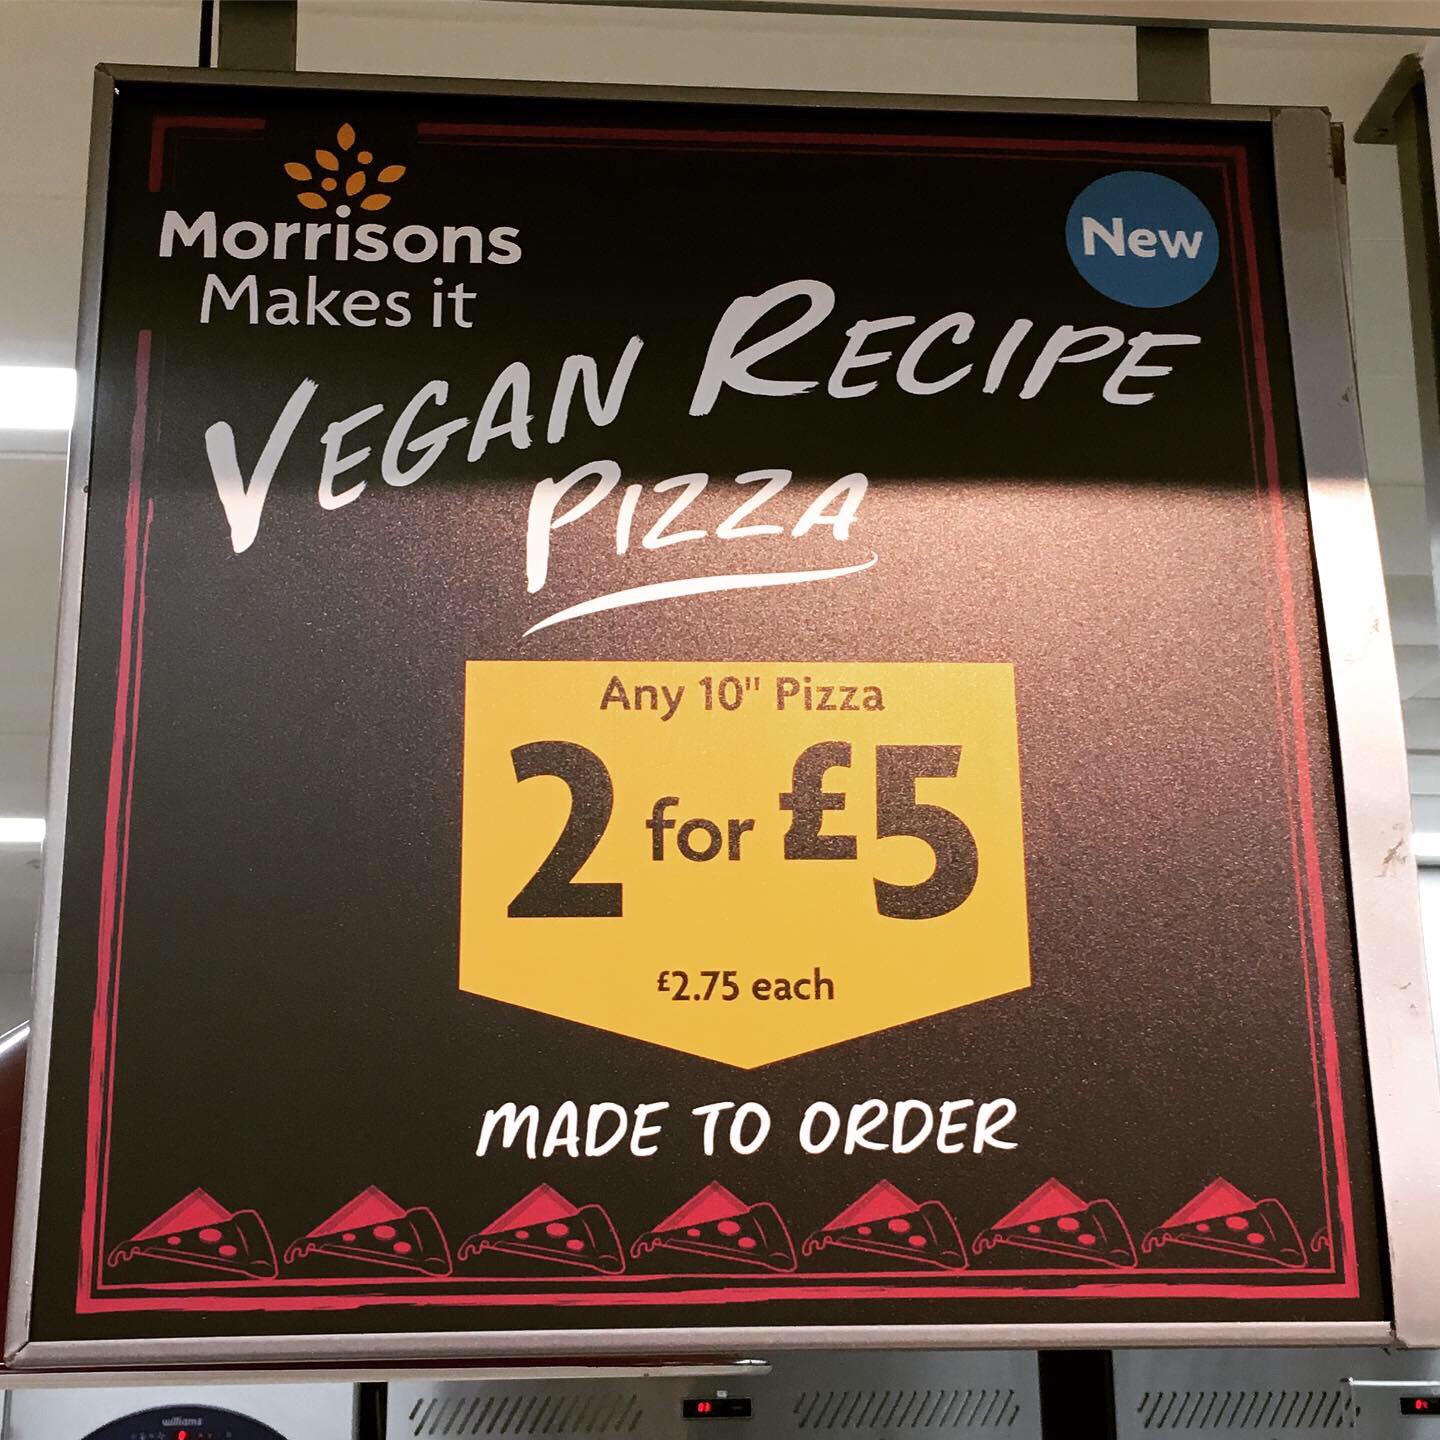 Morrisons
Makes it
New
VEGAN RECIPE
PIZZA
Any 10" Pizza
2 for £5
£2.75 each
MADE TO ORDER
williams